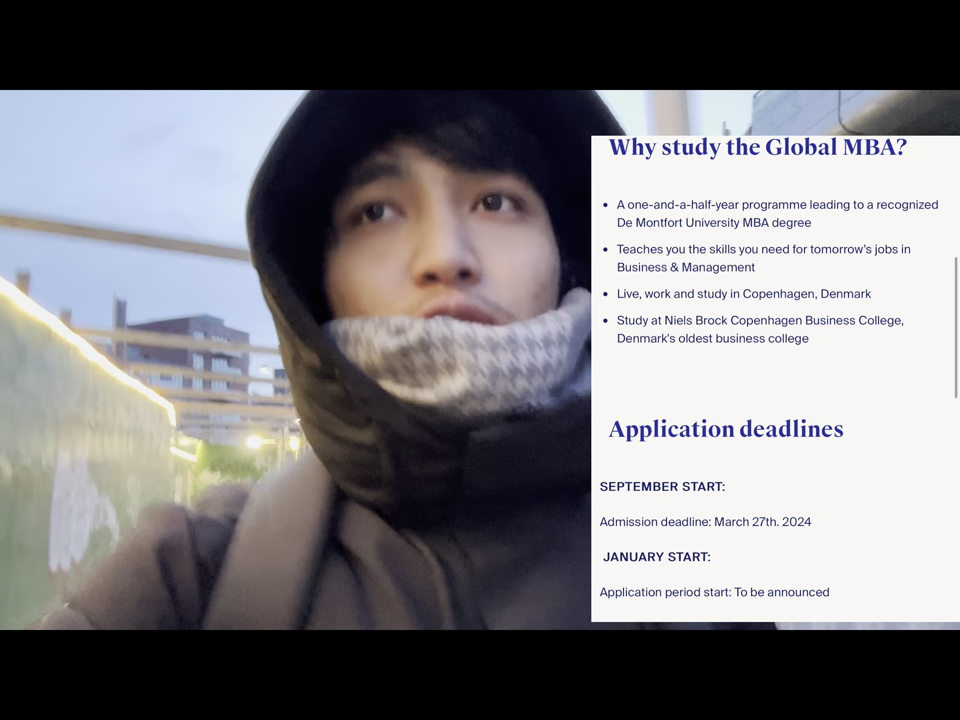 Why study the Global MBA?
• A one-and-a-half-year programme leading to a recognized
De Montfort University MBA degree
• Teaches you the skills you need for tomorrow's jobs in
Business & Management
• Live, work and study in Copenhagen, Denmark
• Study at Niels Brock Copenhagen Business College,
Denmark's oldest business college
Application deadlines
SEPTEMBER START:
Admission deadline: March 27th. 2024
JANUARY START:
Application period start: To be announced